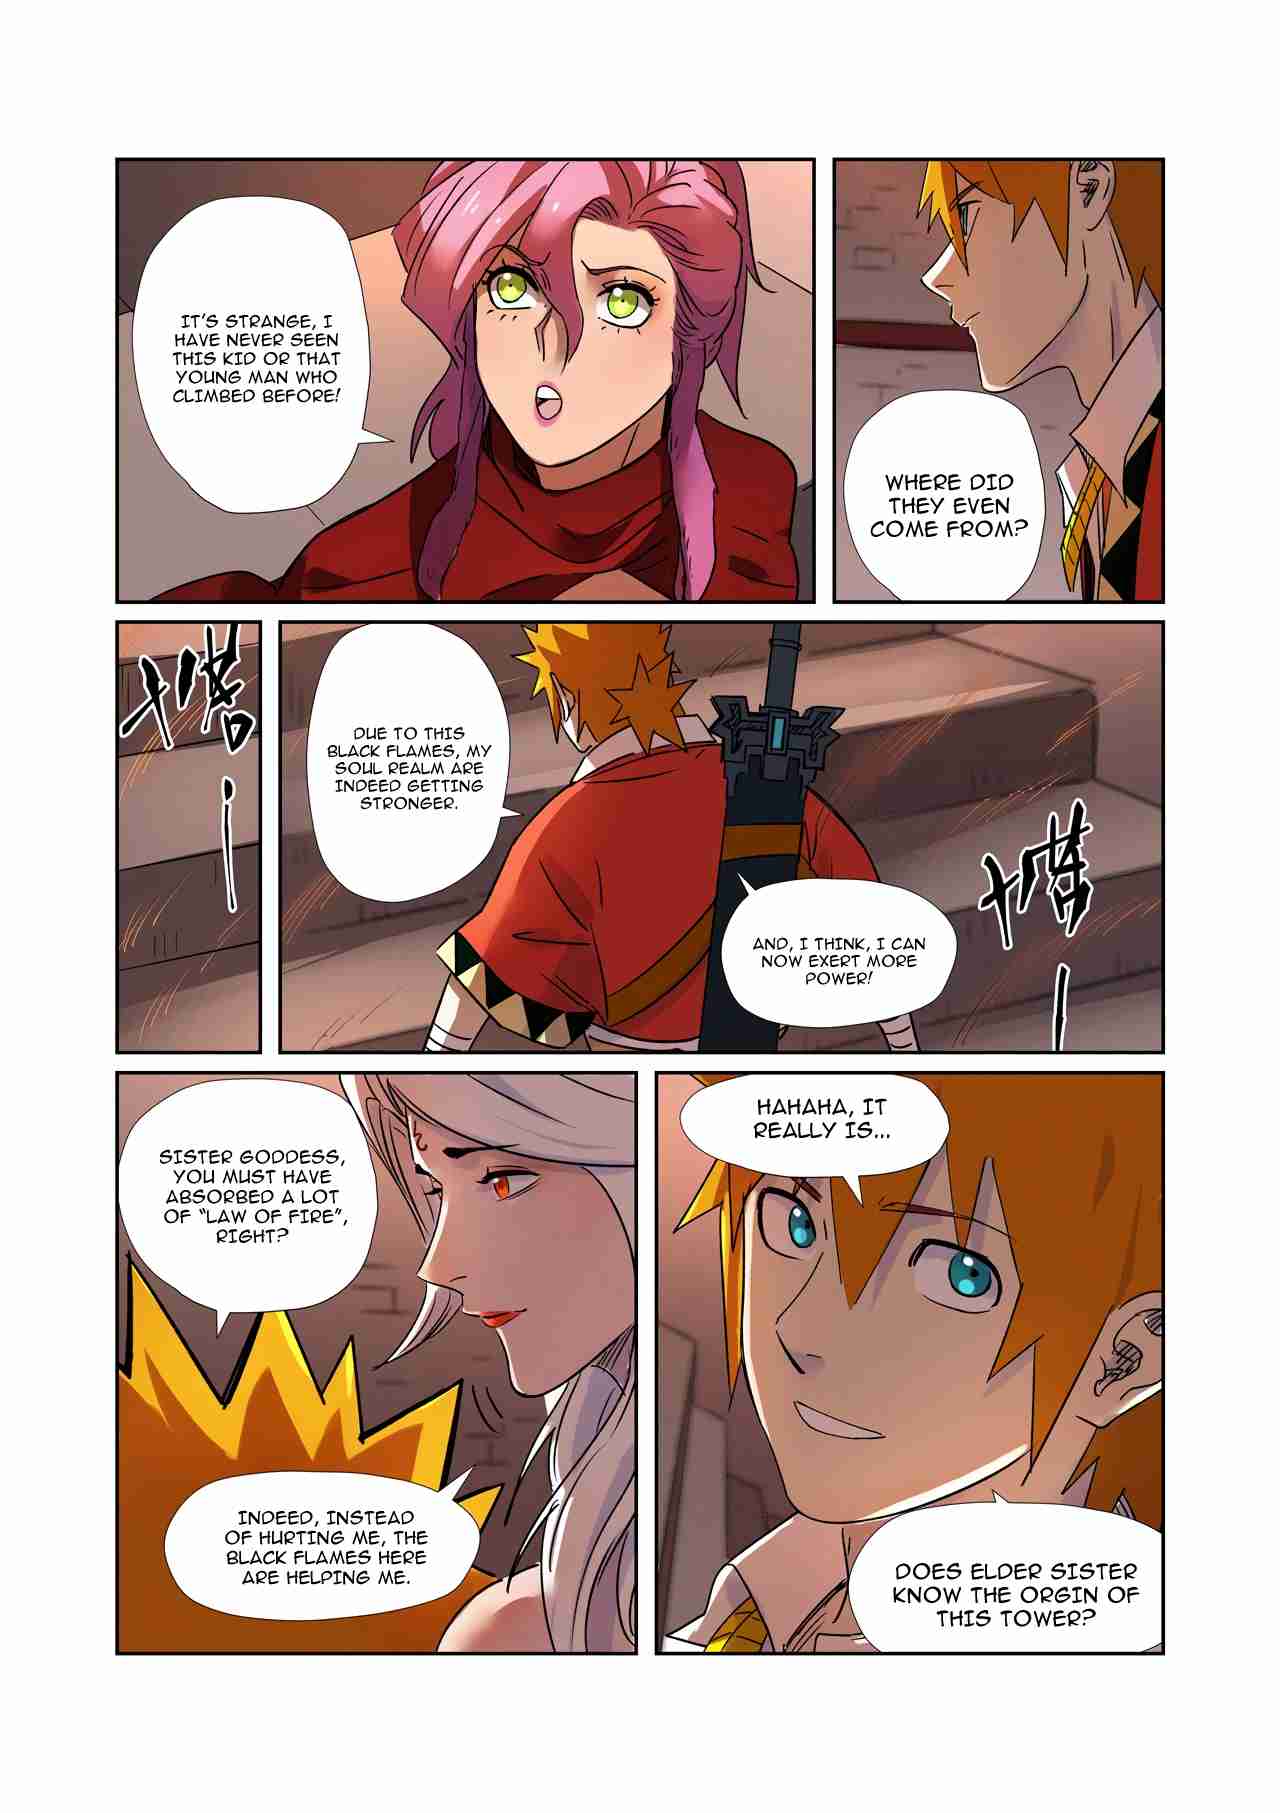 IT'S STRANGE, I
HAVE NEVER SEEN
THIS KID OR THAT
YOUNG MAN WHO
CLIMBED BEFORE!
WHERE DID
THEY EVEN
COME FROM?
DUE TO THIS
BLACK FLAMES, MY
SOUL REALM ARE
INDEED GETTING
STRONGER.
AND, I THINK, I CAN
NOW EXERT MORE
POWER!
SISTER GODDESS,
YOU MUST HAVE
ABSORBED A LOT
OF "LAW OF FIRE",
RIGHT?
INDEED, INSTEAD
OF HURTING ME, THE
BLACK FLAMES HERE
ARE HELPING ME.
HAHAHA, IT
REALLY IS...
DOES ELDER SISTER
KNOW THE ORGIN OF
THIS TOWER?